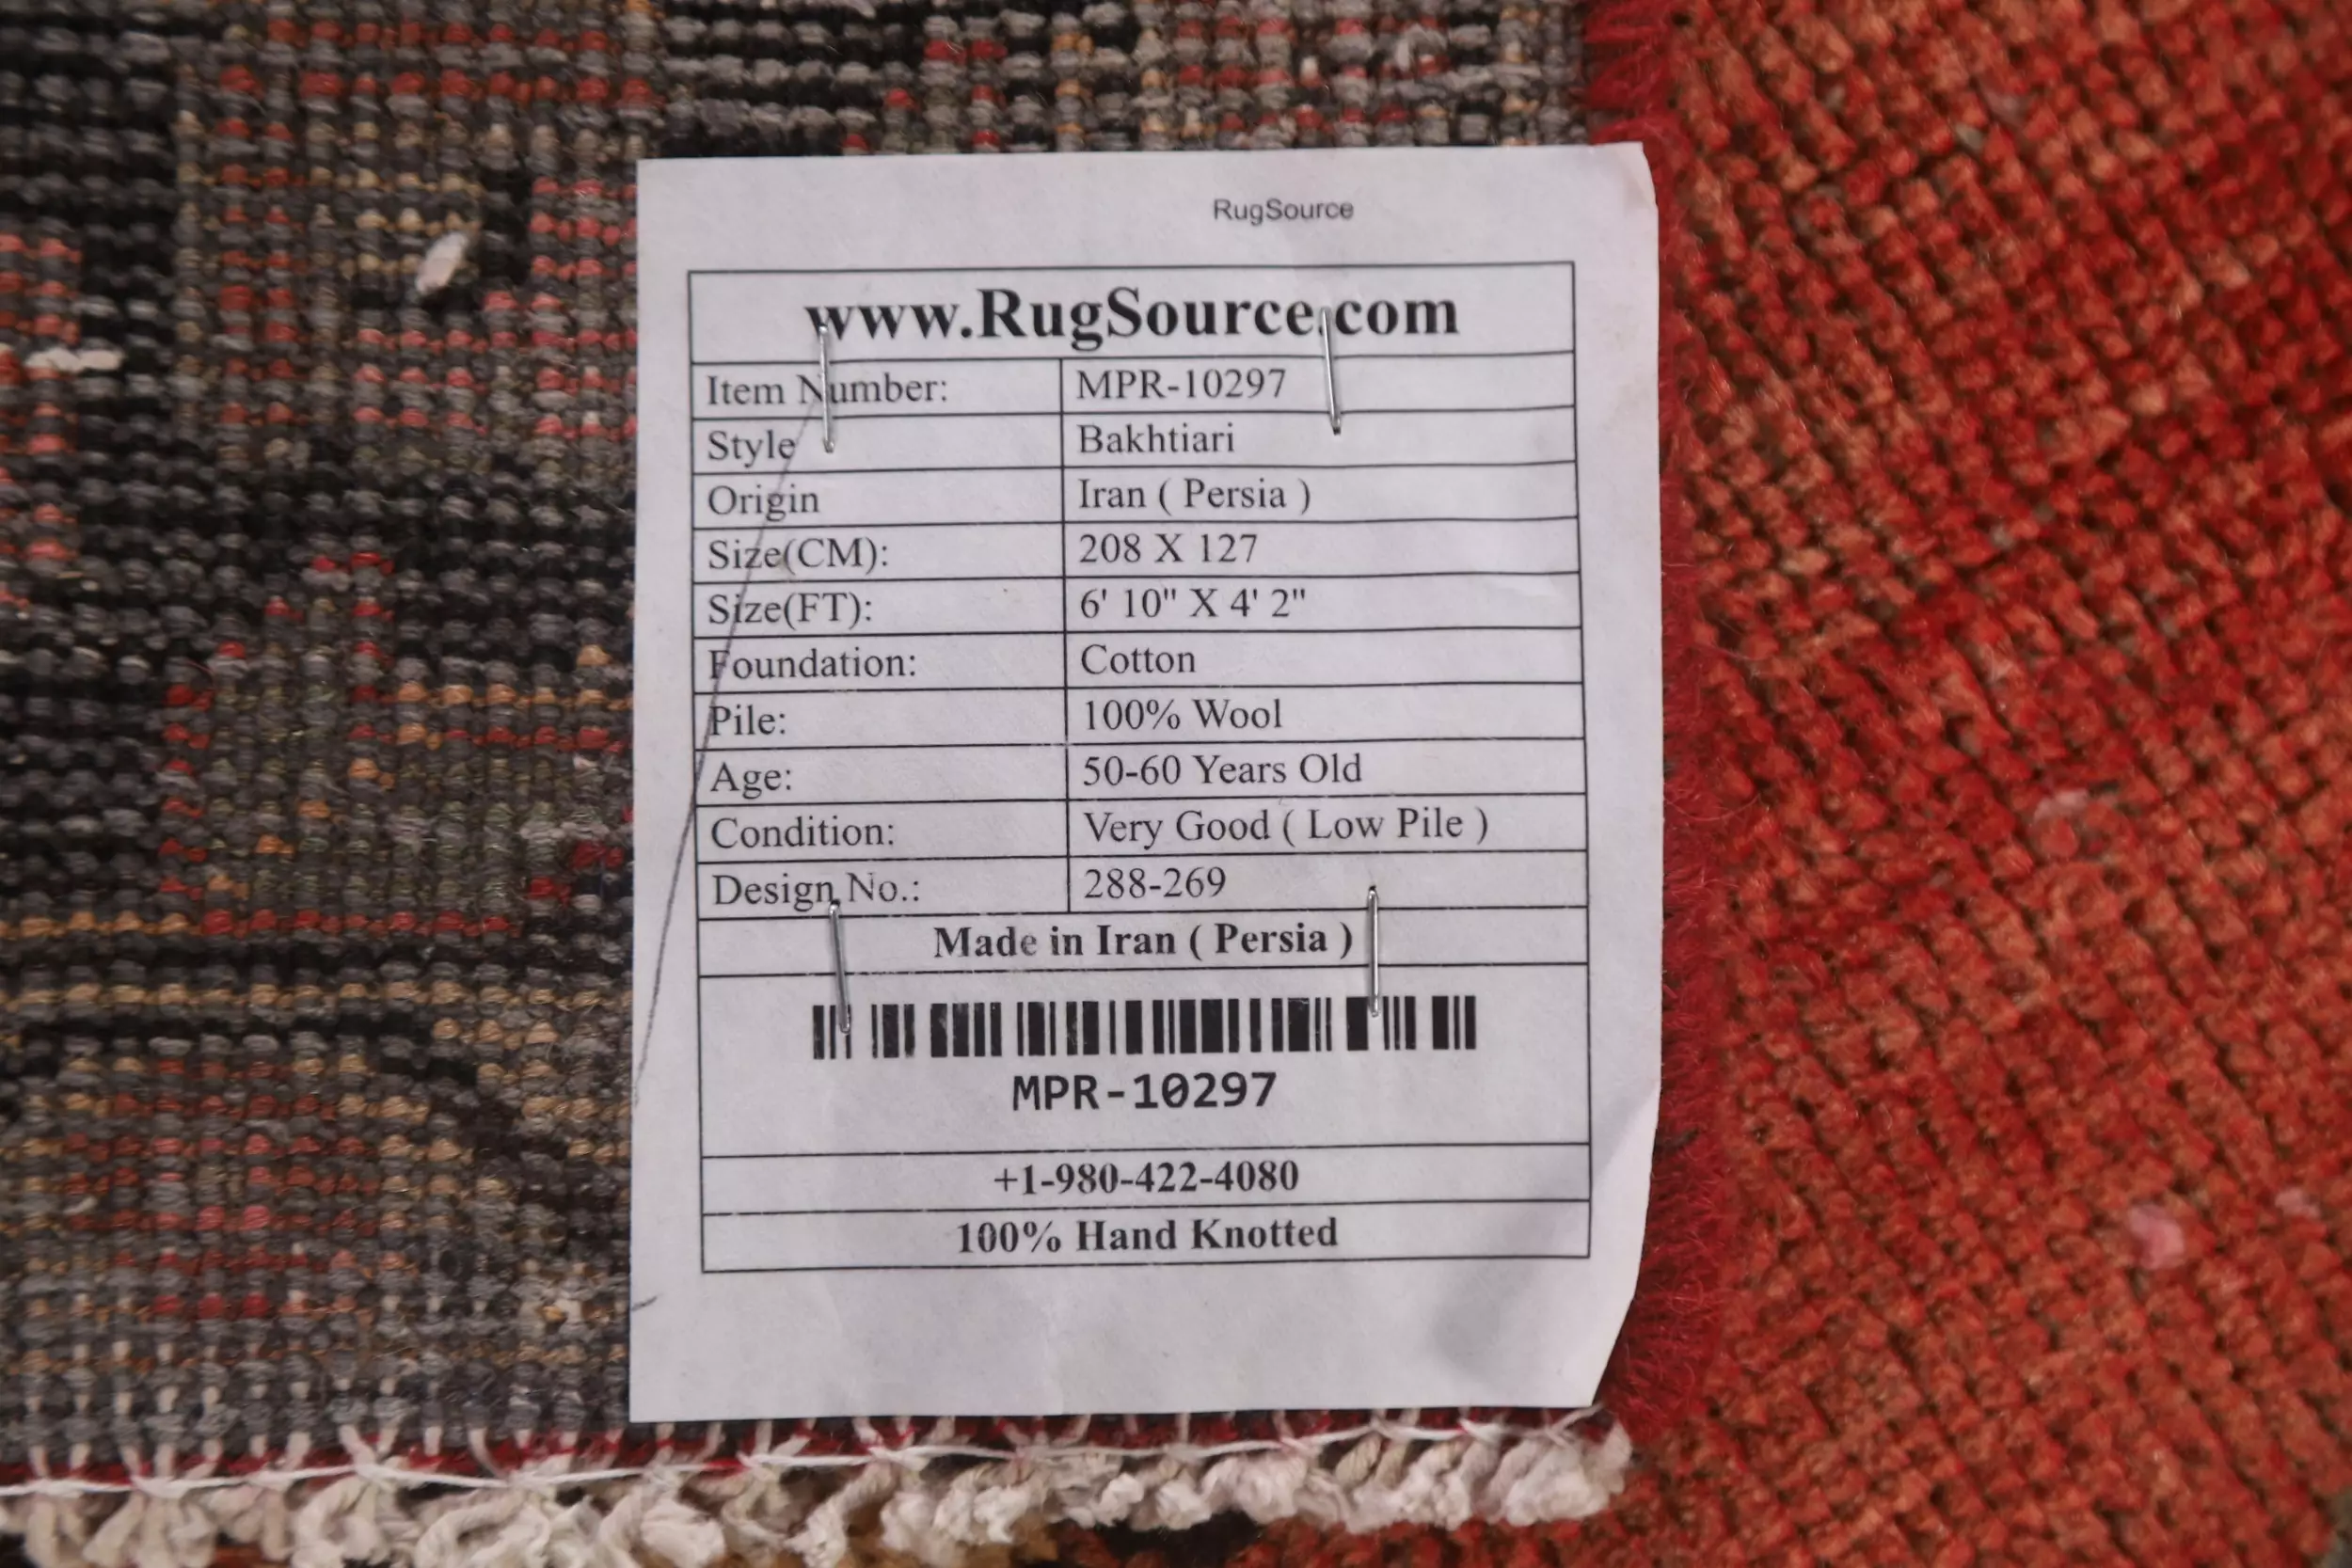 RugSource
www.RugSource.com
Item Number: MPR-10297
Style Bakhtiari
Origin Iran ( Persia )
Size(CM): 208 X 127
Size(FT): 6' 10" X 4' 2"
Foundation: Cotton
Pile: 100% Wool
Age: 50-60 Years Old
Condition: Very Good ( Low Pile )
Design No.: 288-269
Made in Iran ( Persia )
MPR-10297
+1-980-422-4080
100% Hand Knotted